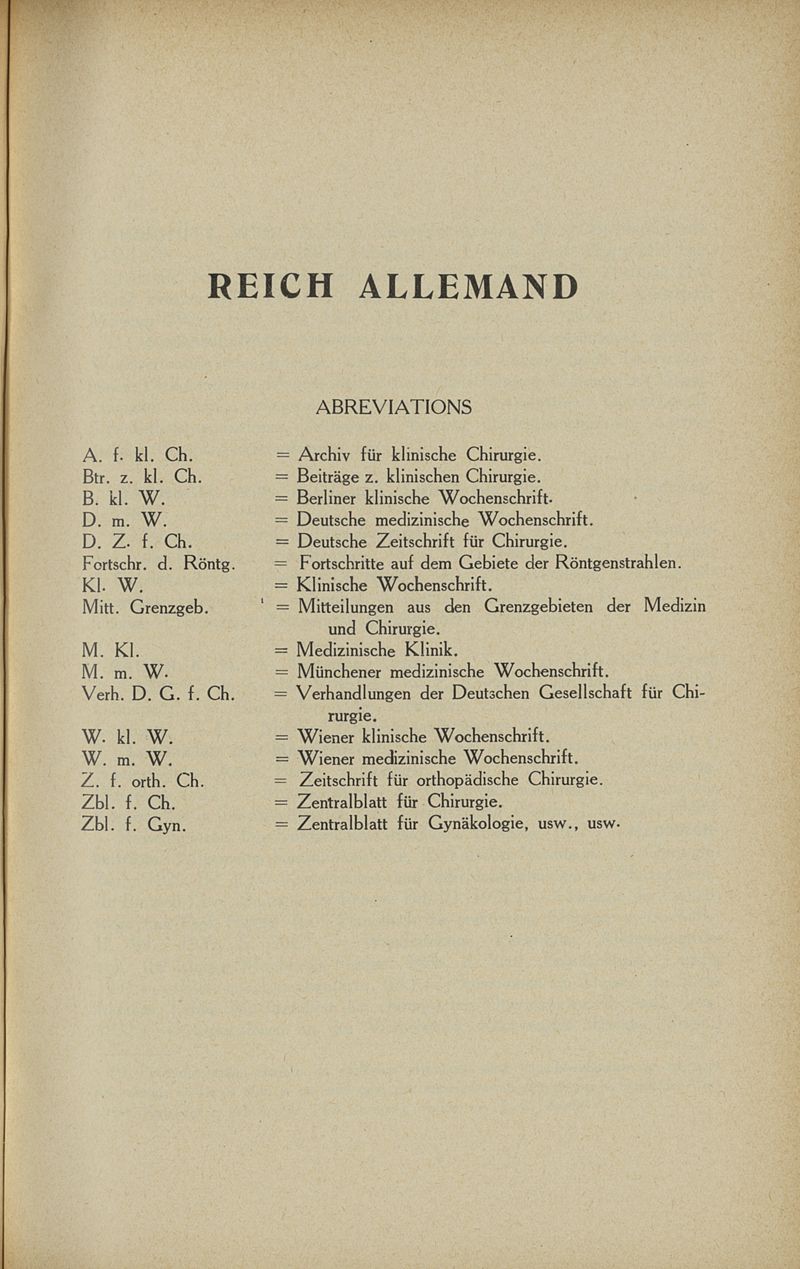 REICH ALLEMAND
ABREVIATIONS
A. f. kl. Ch. = Archiv für klinische Chirurgie.
Btr. z. kl. Ch. = Beiträge z. klinischen Chirurgie.
B. kl. W. = Berliner klinische Wochenschrift.
D. m. W. = Deutsche medizinische Wochenschrift.
D. Z. f. Ch. = Deutsche Zeitschrift für Chirurgie.
Fortschr. d. Röntg. = Fortschritte auf dem Gebiete der Röntgenstrahlen.
Kl. W. = Klinische Wochenschrift.
Mitt. Grenzgeb. = Mitteilungen aus den Grenzgebieten der Medizin
und Chirurgie.
M. Kl. = Medizinische Klinik.
M. m. W. = Münchener medizinische Wochenschrift.
Verh. D. G. f. Ch. = Verhandlungen der Deutschen Gesellschaft für Chi-
rurgie.
W. kl. W. = Wiener klinische Wochenschrift.
W. m. W. = Wiener medizinische Wochenschrift.
Z. f. orth. Ch. = Zeitschrift für orthopädische Chirurgie.
Zbl. f. Ch. = Zentralblatt für Chirurgie.
Zbl. f. Gyn. = Zentralblatt für Gynäkologie, usw., usw.